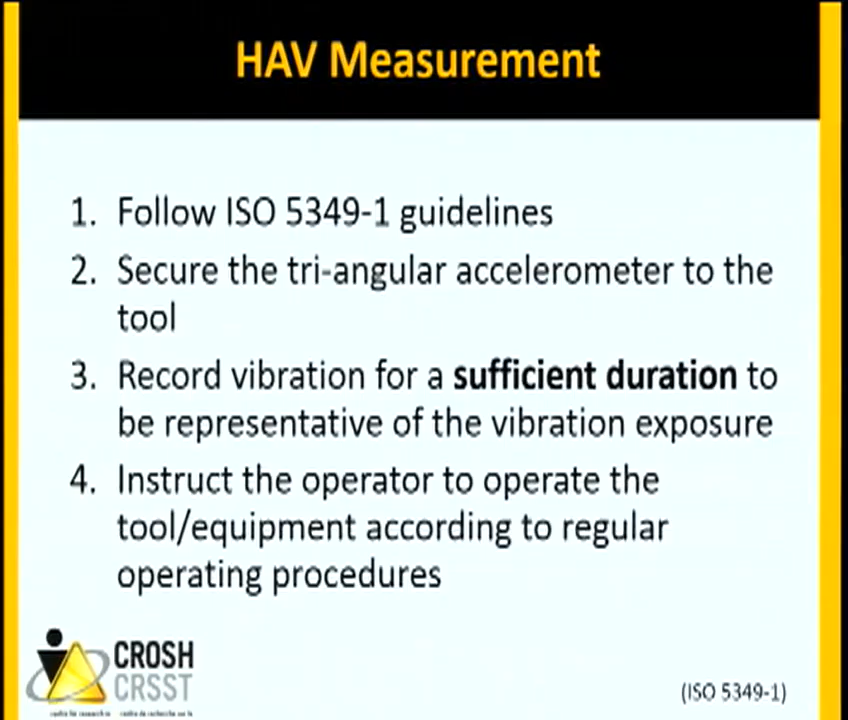 HAV Measurement
1. Follow ISO 5349-1 guidelines
2. Secure the tri-angular accelerometer to the
tool
3. Record vibration for a sufficient duration to
be representative of the vibration exposure
4. Instruct the operator to operate the
tool/equipment according to regular
operating procedures
CROSH
CRSST
(ISO 5349-1)